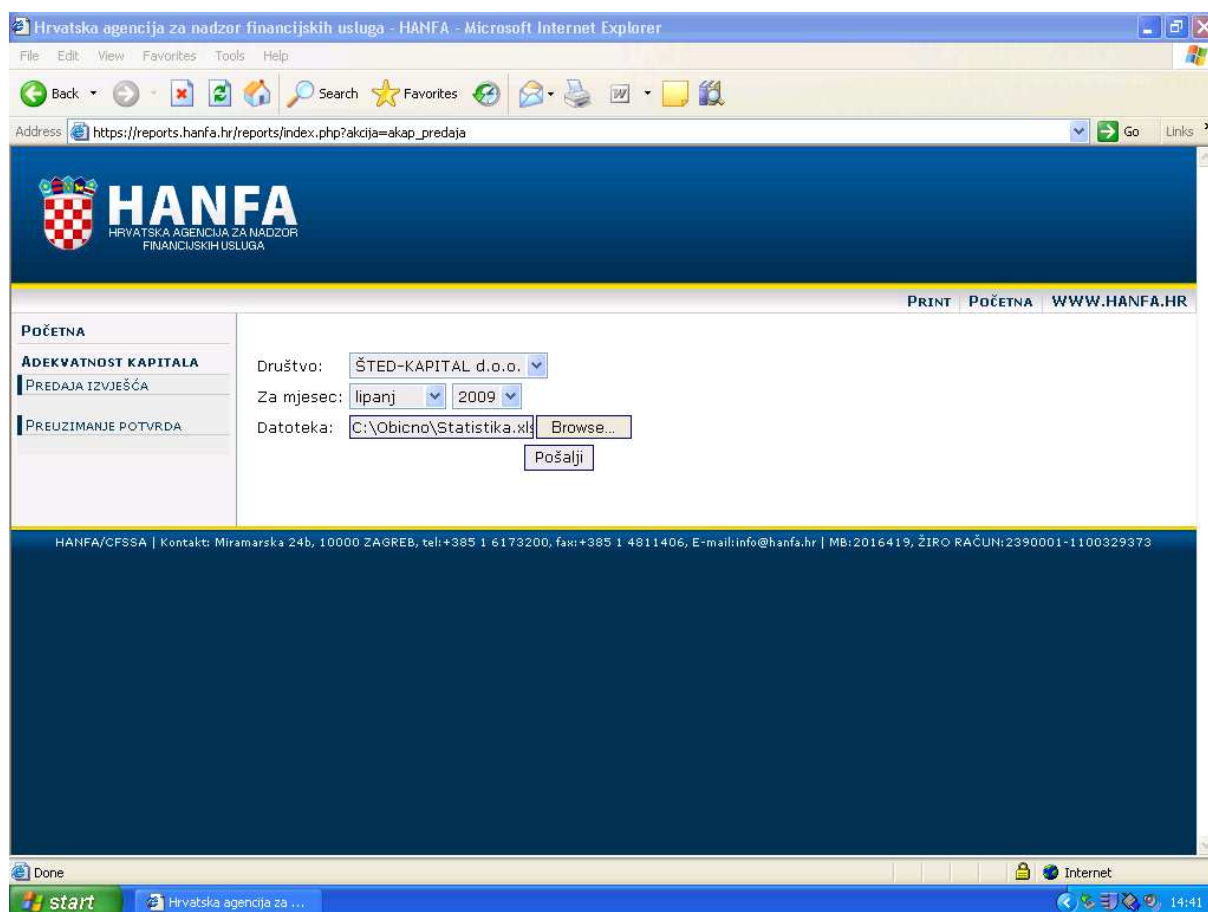 Hrvatska agencija za nadzor financijskih usluga - HANFA - Microsoft Internet Explorer
File Edit View Favorites Tools Help
Back Search Favorites
Address https://reports.hanfa.hr/reports/index.php?akcija=akap_predaja Go Links
HANFA
HRVATSKA AGENCIJA ZA NADZOR
FINANCIJSKIH USLUGA
PRINT POČETNA WWW.HANFA.HR
POČETNA
ADEKVATNOST KAPITALA
PREDAJA IZVJEŠĆA
PREUZIMANJE POTVRDA
Društvo: ŠTED-KAPITAL d.o.o.
Za mjesec: lipanj 2009
Datoteka: C:\Obicno\Statistika.xls Browse...
Pošalji
HANFA/CFSSA | Kontakt: Miramarska 24b, 10000 ZAGREB, tel:+385 1 6173200, fax:+385 1 4811406, E-mail:info@hanfa.hr | MB:2016419, ŽIRO RAČUN:2390001-1100329373
Done Internet
start Hrvatska agencija za ... 14:41